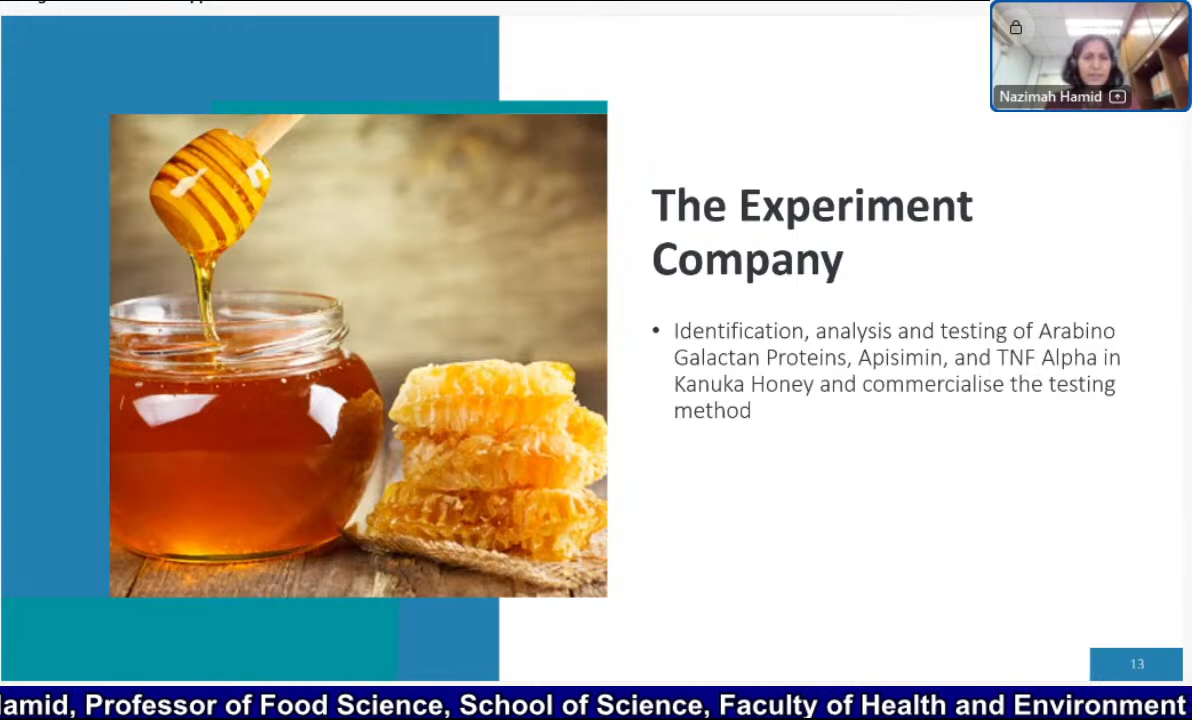 Nazimah Hamid
The Experiment
Company
• Identification, analysis and testing of Arabino
Galactan Proteins, Apisimin, and TNF Alpha in
Kanuka Honey and commercialise the testing
method
13
amid, Professor of Food Science, School of Science, Faculty of Health and Environment